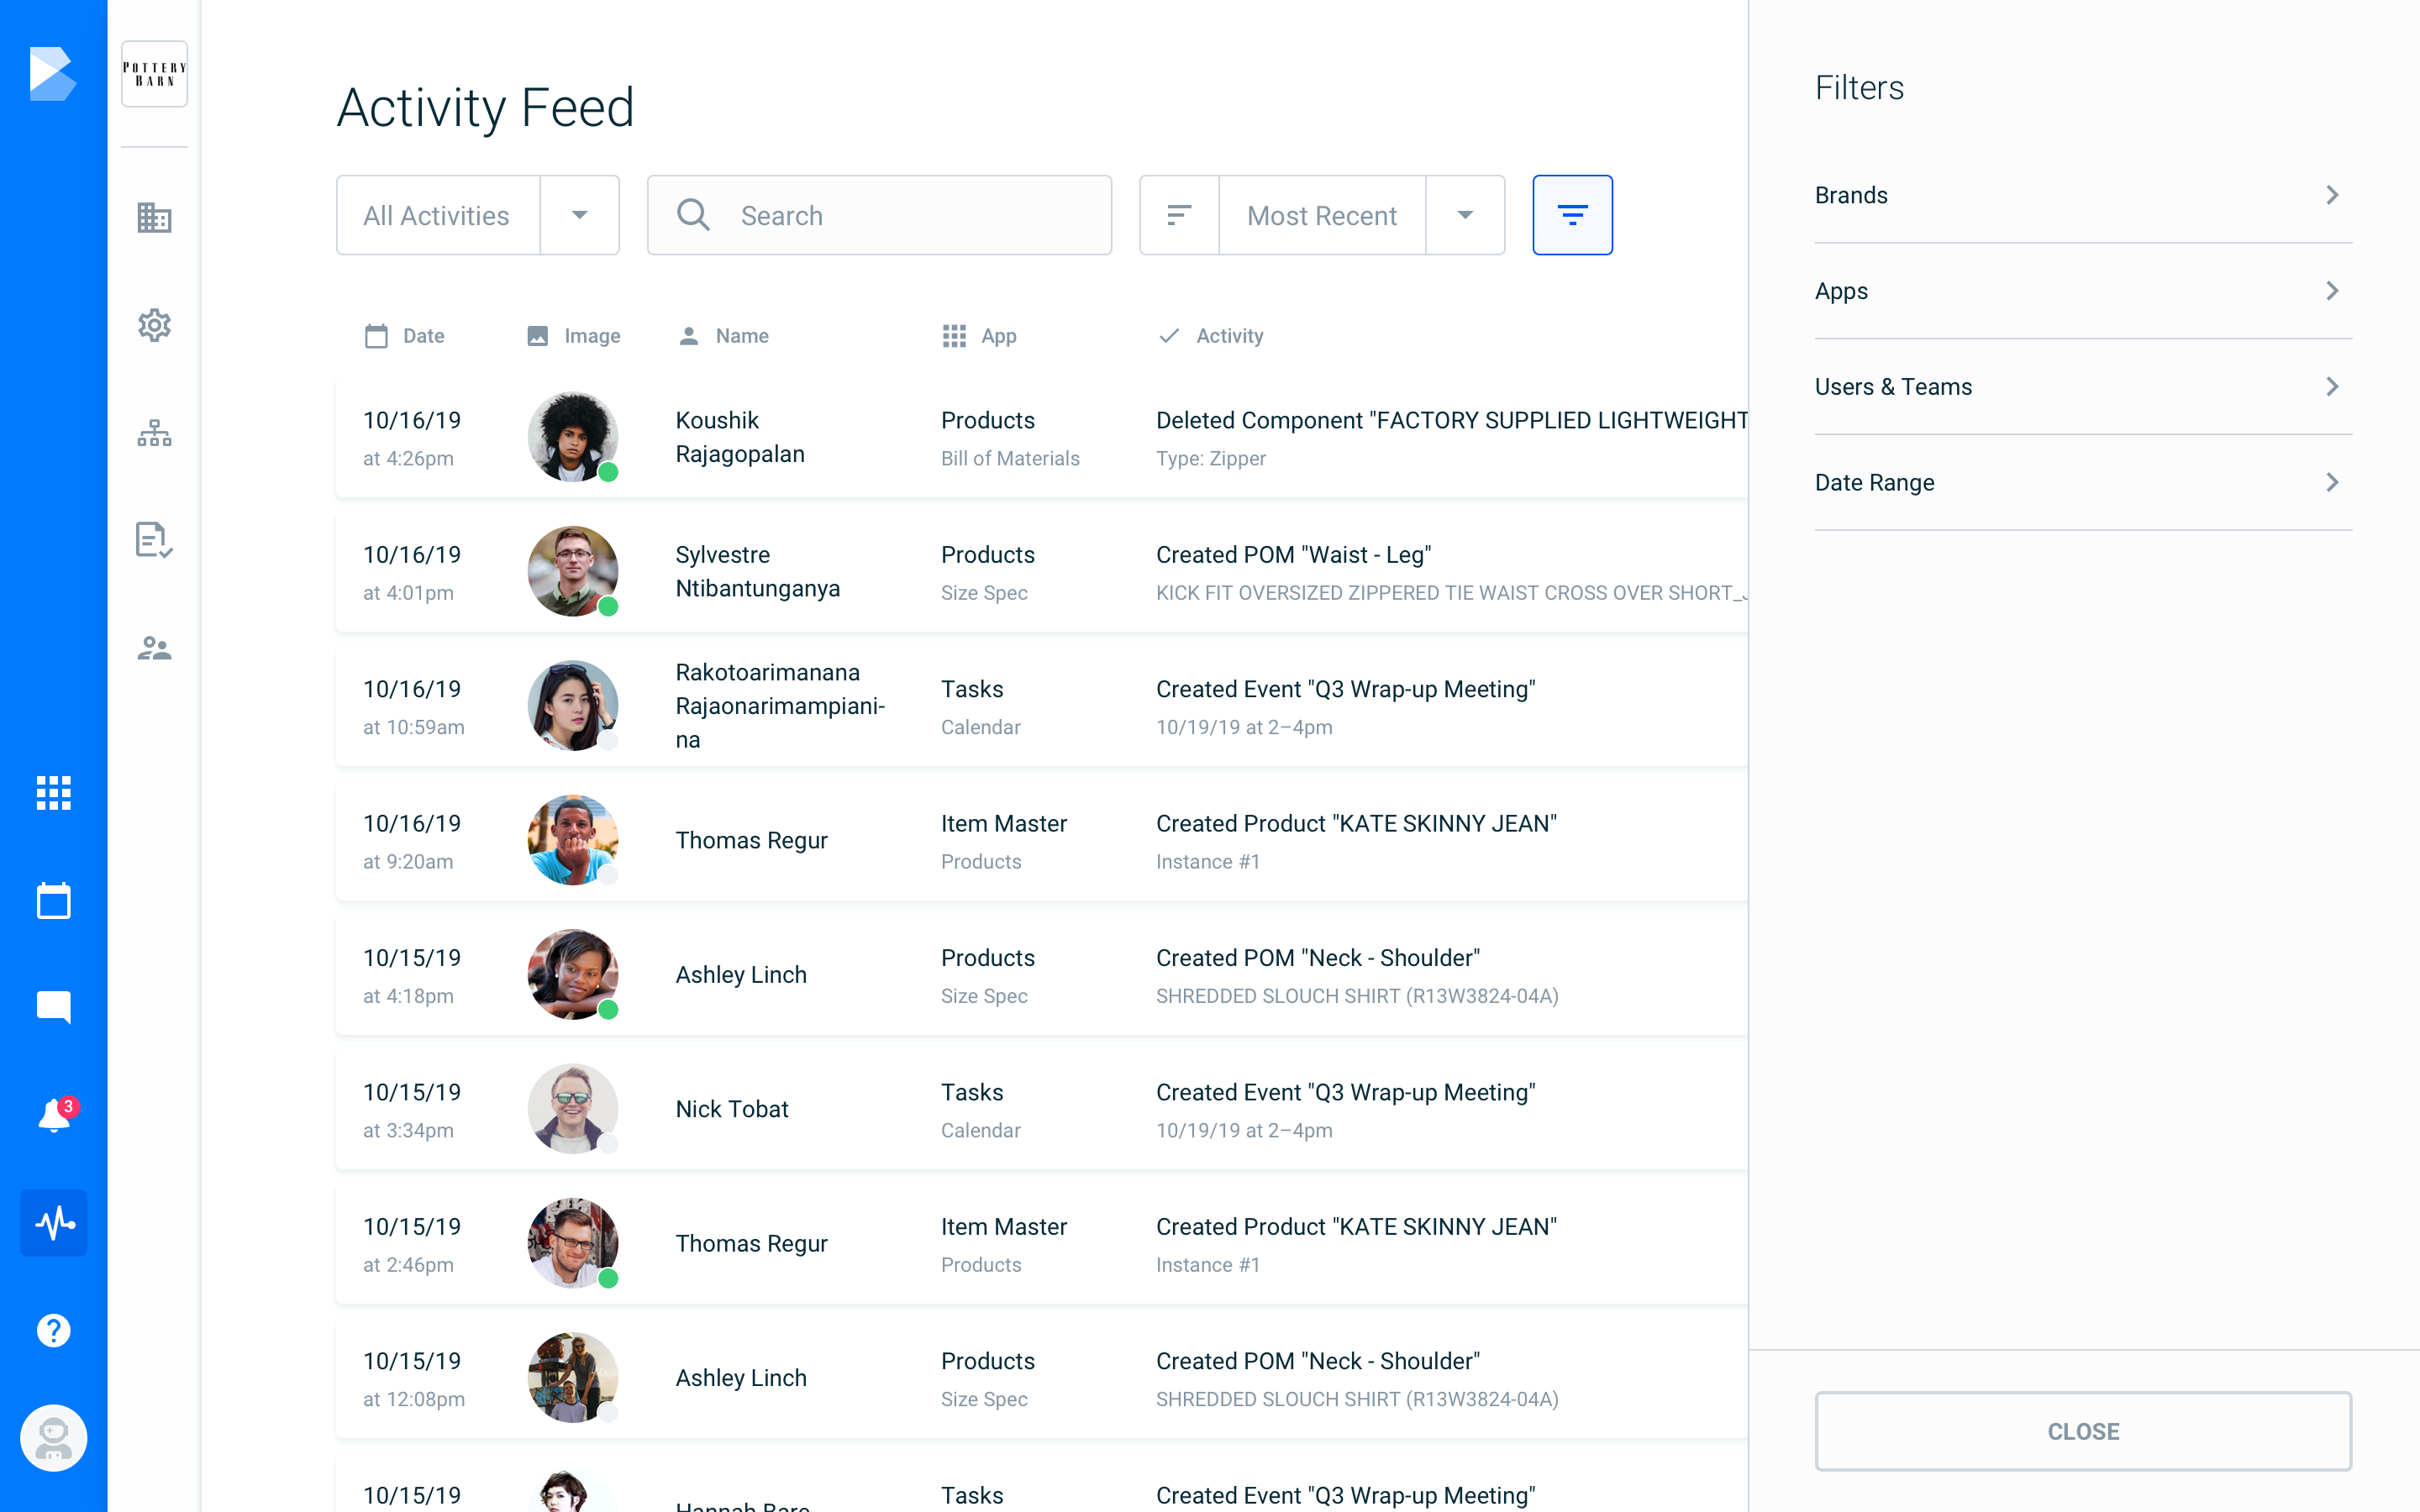 POTTERY
BARN
Activity Feed
All Activities
Search
Most Recent
Date
Image
Name
App
Activity
10/16/19
at 4:26pm
Koushik
Rajagopalan
Products
Bill of Materials
Deleted Component "FACTORY SUPPLIED LIGHTWEIGHT
Type: Zipper
10/16/19
at 4:01pm
Sylvestre
Ntibantunganya
Products
Size Spec
Created POM "Waist - Leg"
KICK FIT OVERSIZED ZIPPERED TIE WAIST CROSS OVER SHORT_
10/16/19
at 10:59am
Rakotoarimanana
Rajaonarimampiani-
na
Tasks
Calendar
Created Event "Q3 Wrap-up Meeting"
10/19/19 at 2–4pm
10/16/19
at 9:20am
Thomas Regur
Item Master
Products
Created Product "KATE SKINNY JEAN"
Instance #1
10/15/19
at 4:18pm
Ashley Linch
Products
Size Spec
Created POM "Neck - Shoulder"
SHREDDED SLOUCH SHIRT (R13W3824-04A)
10/15/19
at 3:34pm
Nick Tobat
Tasks
Calendar
Created Event "Q3 Wrap-up Meeting"
10/19/19 at 2–4pm
10/15/19
at 2:46pm
Thomas Regur
Item Master
Products
Created Product "KATE SKINNY JEAN"
Instance #1
10/15/19
at 12:08pm
Ashley Linch
Products
Size Spec
Created POM "Neck - Shoulder"
SHREDDED SLOUCH SHIRT (R13W3824-04A)
10/15/19
Hannah Bare
Tasks
Created Event "Q3 Wrap-up Meeting"
3
Filters
Brands
Apps
Users & Teams
Date Range
CLOSE